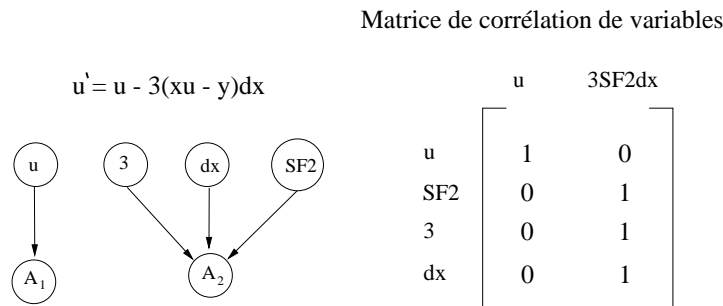 Matrice de corrélation de variables
u‵= u - 3(xu - y)dx
u 3 dx SF2
A1 A2
u 3SF2dx
u 1 0
SF2 0 1
3 0 1
dx 0 1